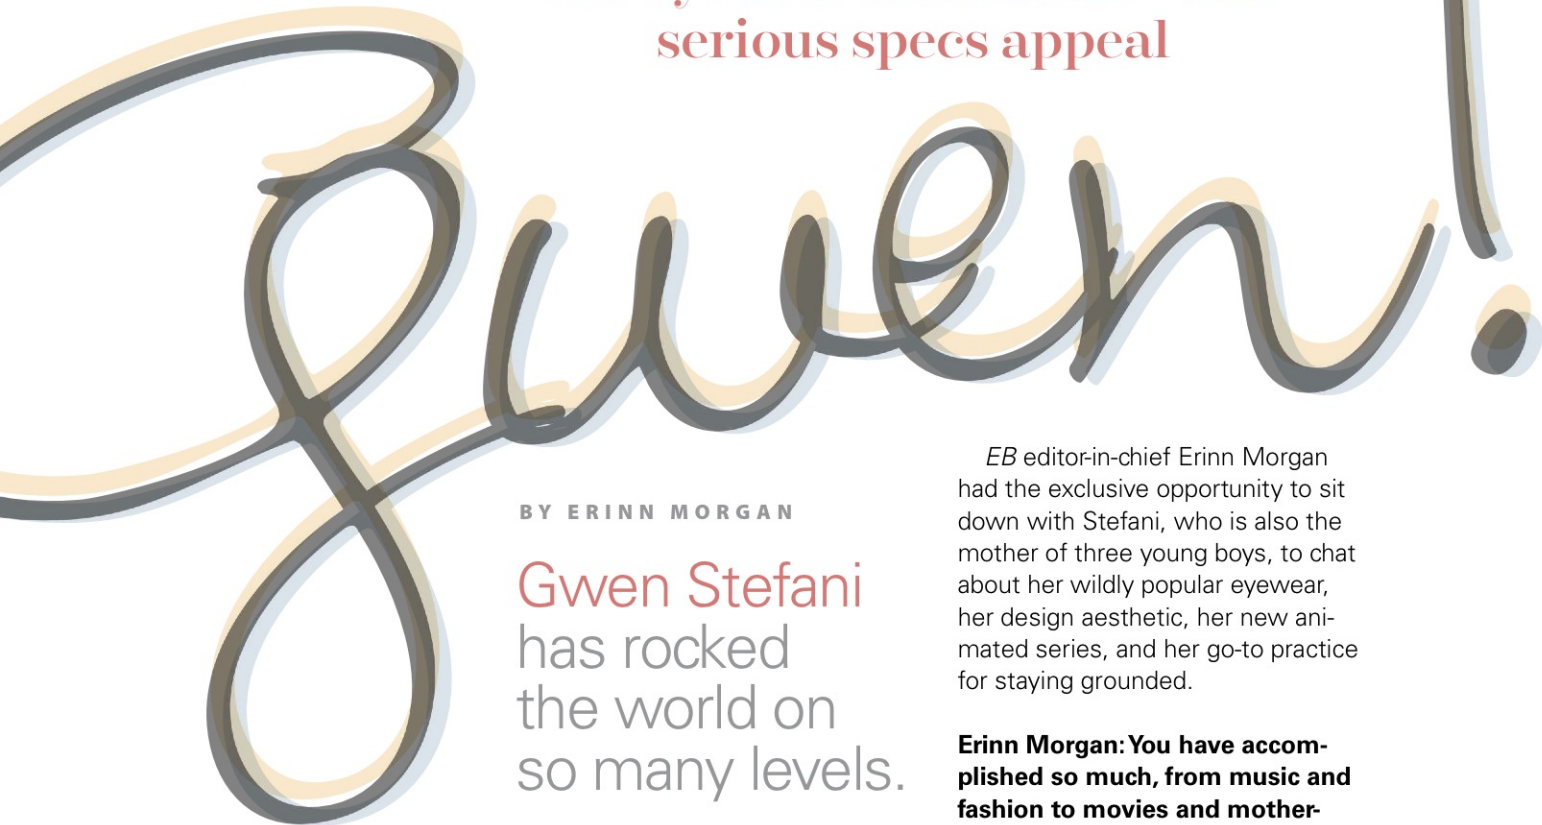 serious specs appeal
Gwen!
BY ERINN MORGAN
Gwen Stefani
has rocked
the world on
so many levels.
EB editor-in-chief Erinn Morgan
had the exclusive opportunity to sit
down with Stefani, who is also the
mother of three young boys, to chat
about her wildly popular eyewear,
her design aesthetic, her new ani-
mated series, and her go-to practice
for staying grounded.
Erinn Morgan: You have accom-
plished so much, from music and
fashion to movies and mother-